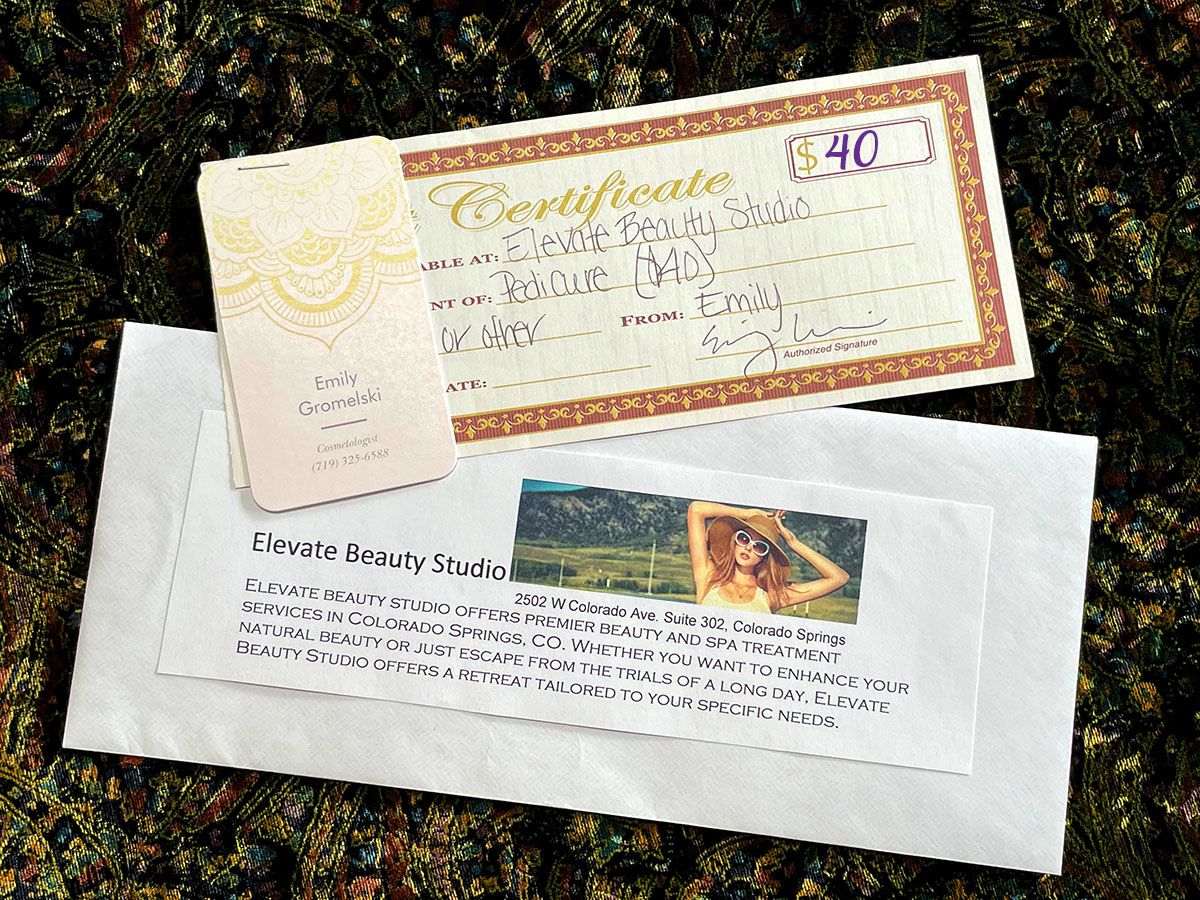 Certificate
$ 40
ABLE AT: Elevate Beauty Studio
NT OF: Pedicure ($40)
or other FROM: Emily
Authorized Signature
ATE:
Emily
Gromelski
Cosmetologist
(719) 325-6588
Elevate Beauty Studio
2502 W Colorado Ave. Suite 302, Colorado Springs
ELEVATE BEAUTY STUDIO OFFERS PREMIER BEAUTY AND SPA TREATMENT
SERVICES IN COLORADO SPRINGS, CO. WHETHER YOU WANT TO ENHANCE YOUR
NATURAL BEAUTY OR JUST ESCAPE FROM THE TRIALS OF A LONG DAY, ELEVATE
BEAUTY STUDIO OFFERS A RETREAT TAILORED TO YOUR SPECIFIC NEEDS.